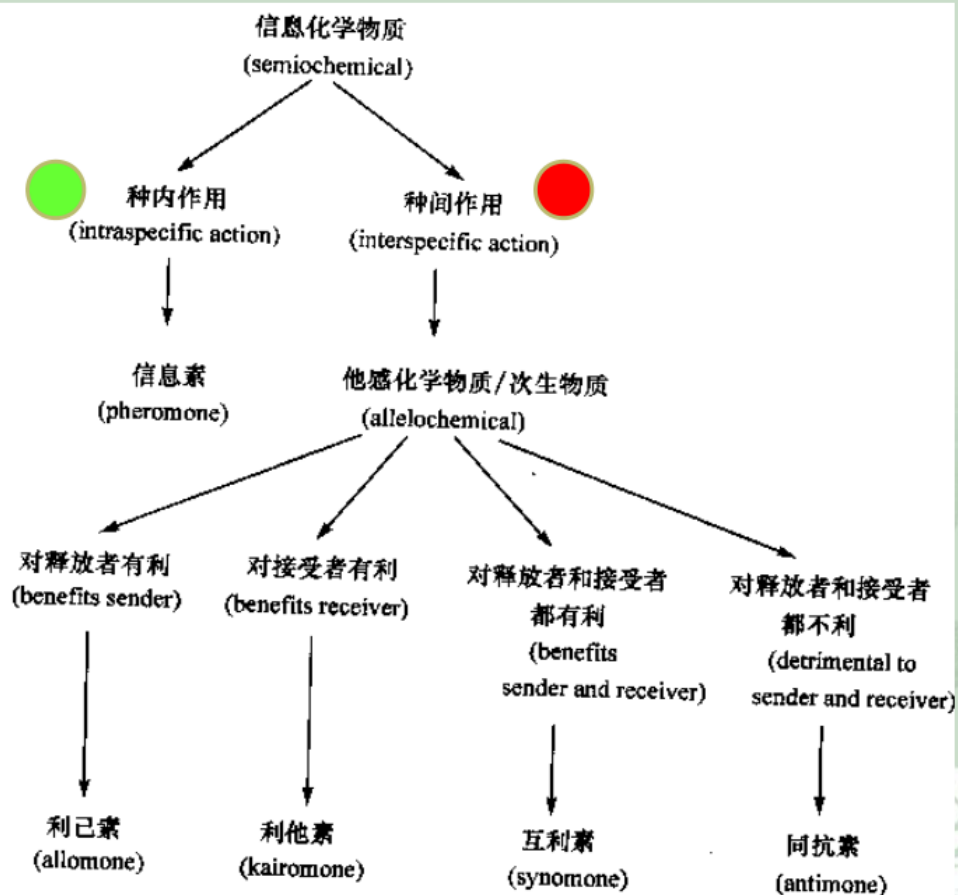 信息化学物质
(semiochemical)
种内作用
(intraspecific action)
种间作用
(interspecific action)
信息素
(pheromone)
他感化学物质/次生物质
(allelochemical)
对释放者有利
(benefits sender)
对接受者有利
(benefits receiver)
对释放者和接受者
都有利
(benefits
sender and receiver)
对释放者和接受者
都不利
(detrimental to
sender and receiver)
利己素
(allomone)
利他素
(kairomone)
互利素
(synomone)
同抗素
(antimone)